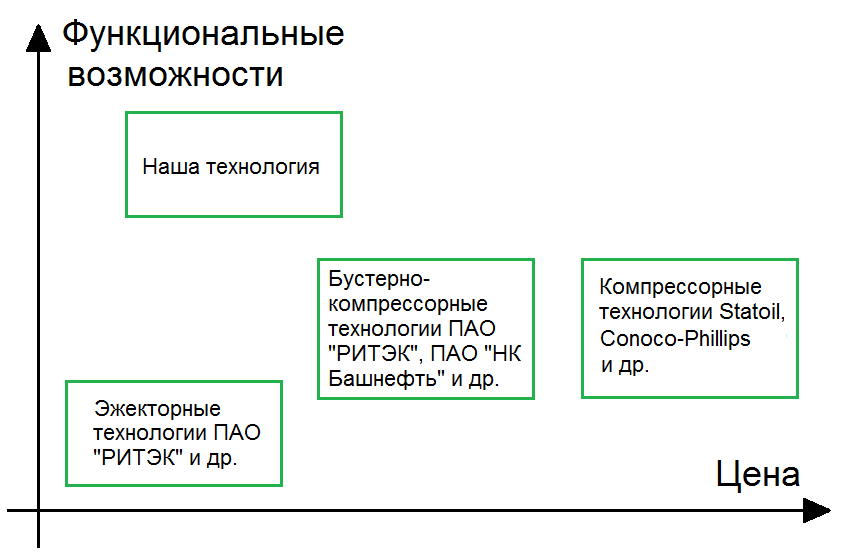 Функциональные
возможности
Наша технология
Бустерно-
компрессорные
технологии ПАО
"РИТЭК", ПАО "НК
Башнефть" и др.
Компрессорные
технологии Statoil,
Conoco-Phillips
и др.
Эжекторные
технологии ПАО
"РИТЭК" и др.
Цена